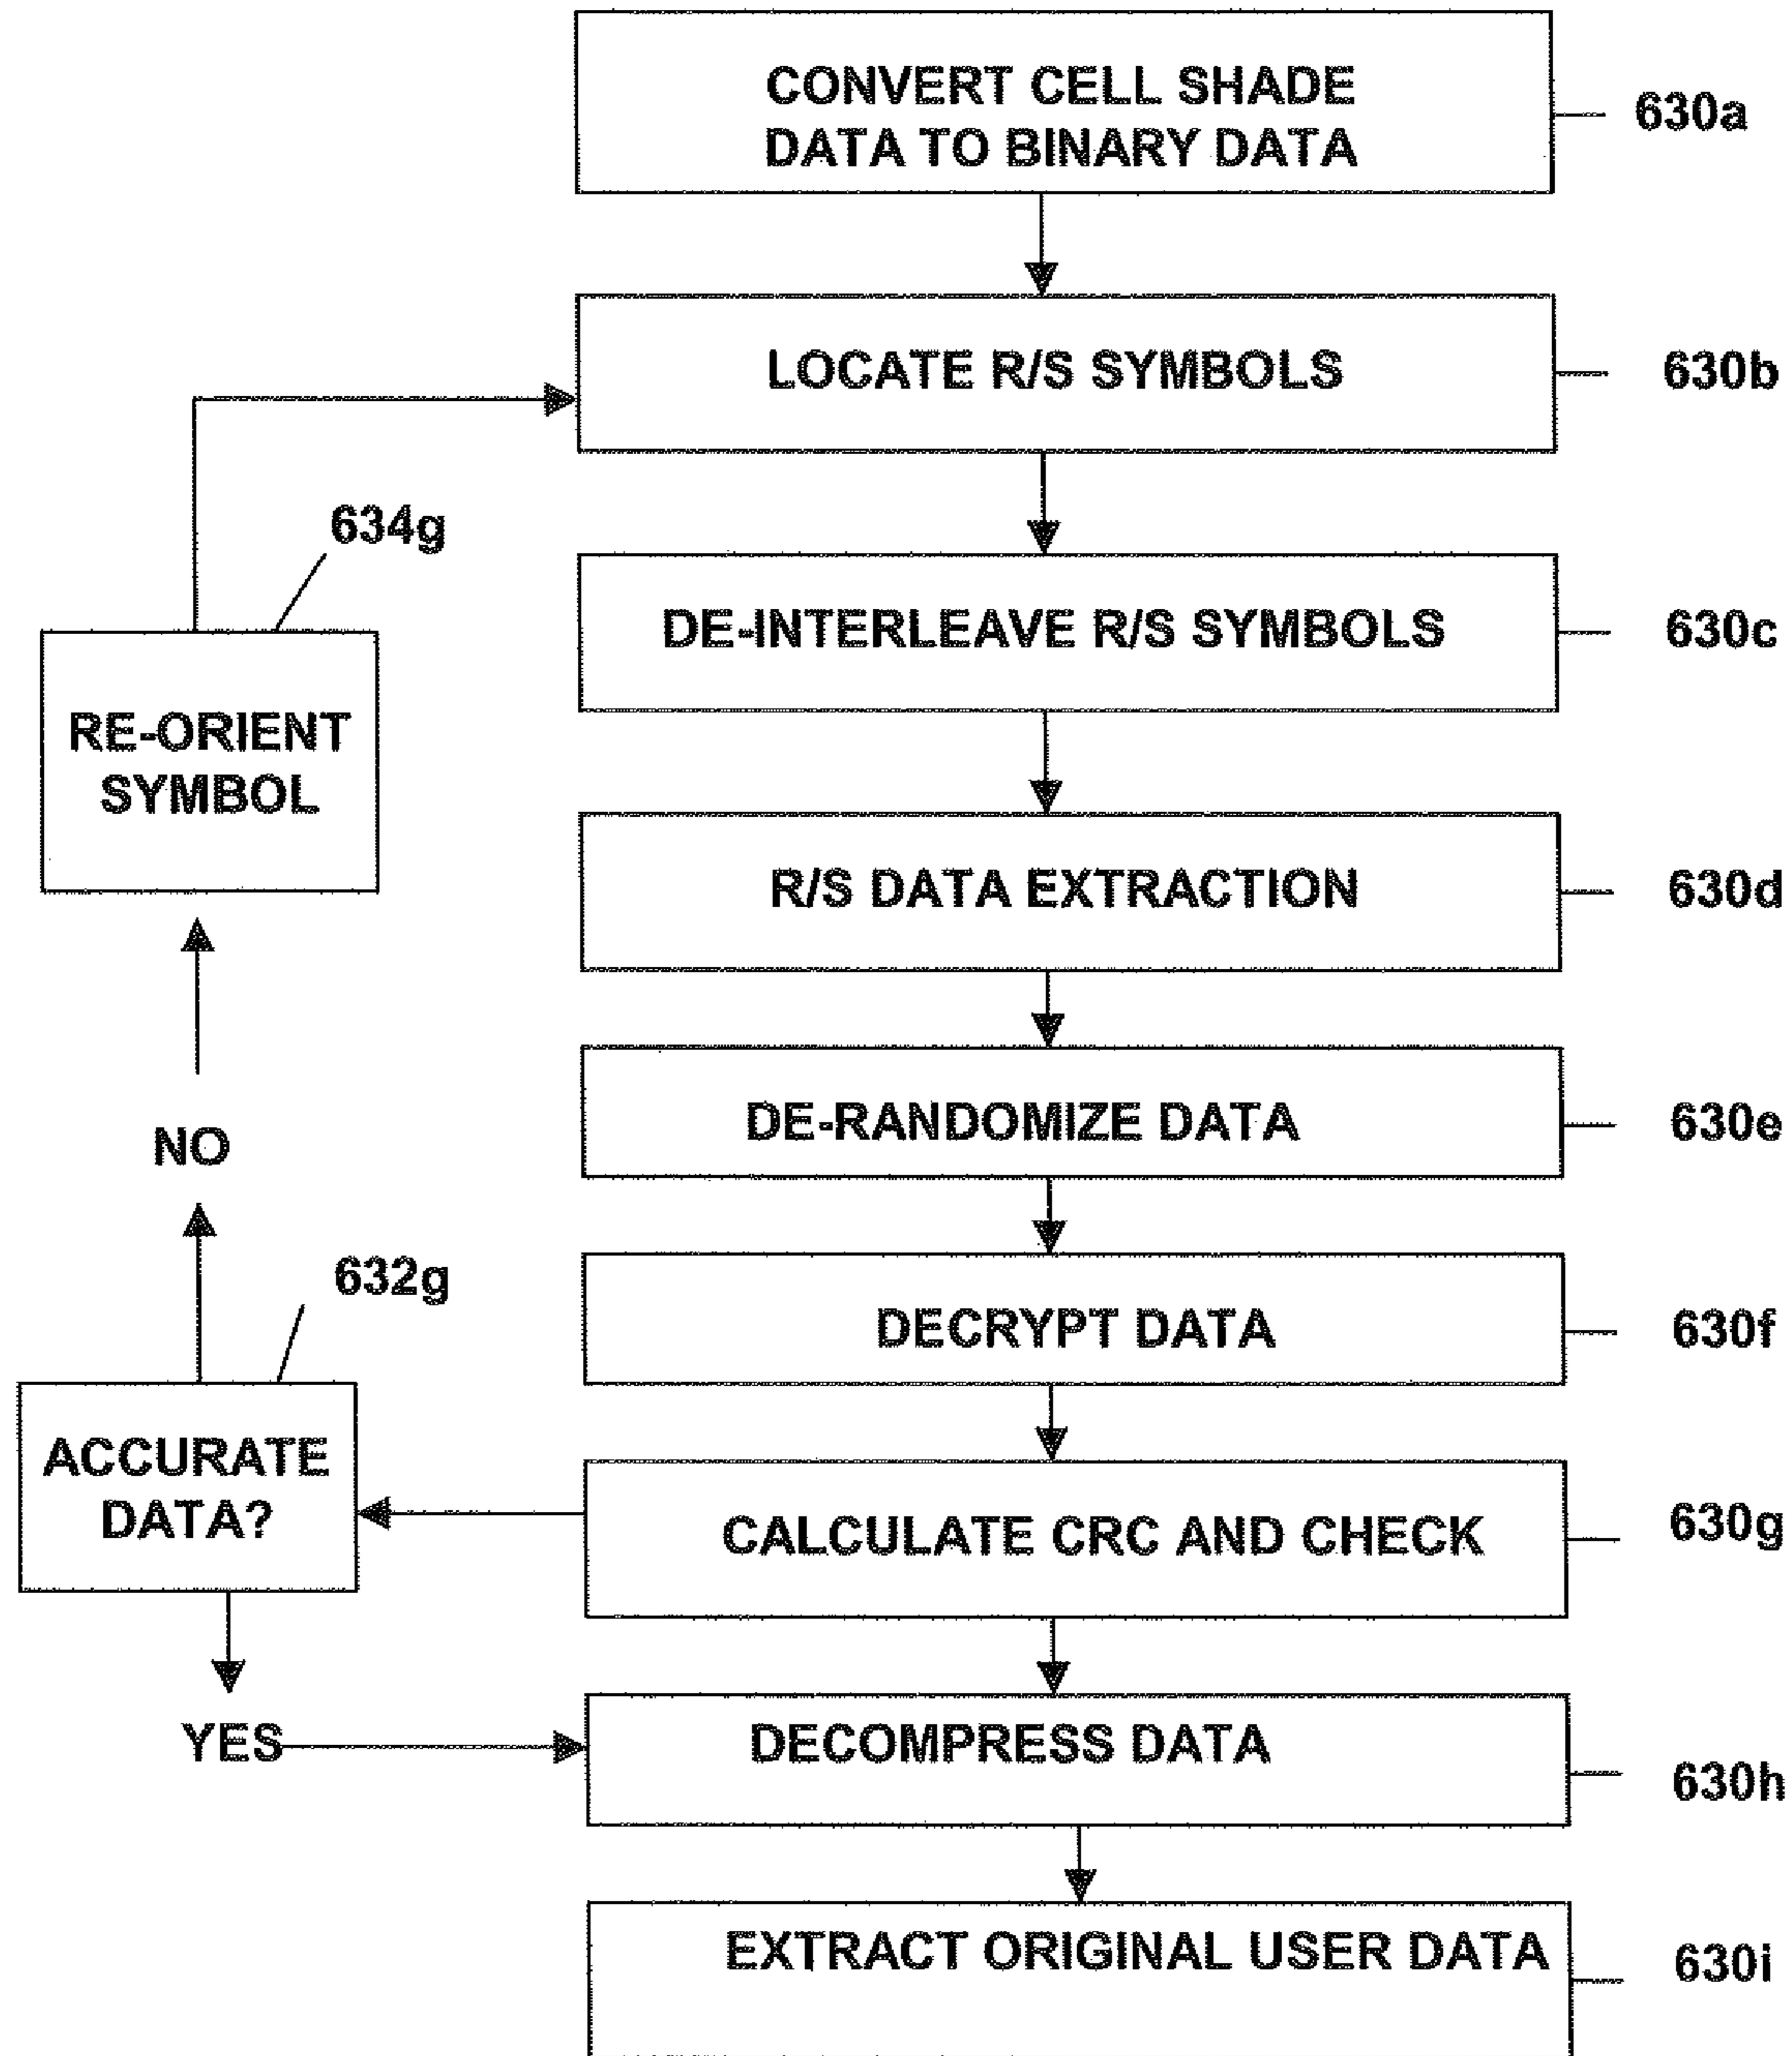 CONVERT CELL SHADE
DATA TO BINARY DATA
630a
LOCATE R/S SYMBOLS
630b
634g
DE-INTERLEAVE R/S SYMBOLS
630c
RE-ORIENT
SYMBOL
R/S DATA EXTRACTION
630d
DE-RANDOMIZE DATA
630e
NO
632g
DECRYPT DATA
630f
ACCURATE
DATA?
CALCULATE CRC AND CHECK
630g
YES
DECOMPRESS DATA
630h
EXTRACT ORIGINAL USER DATA
630i